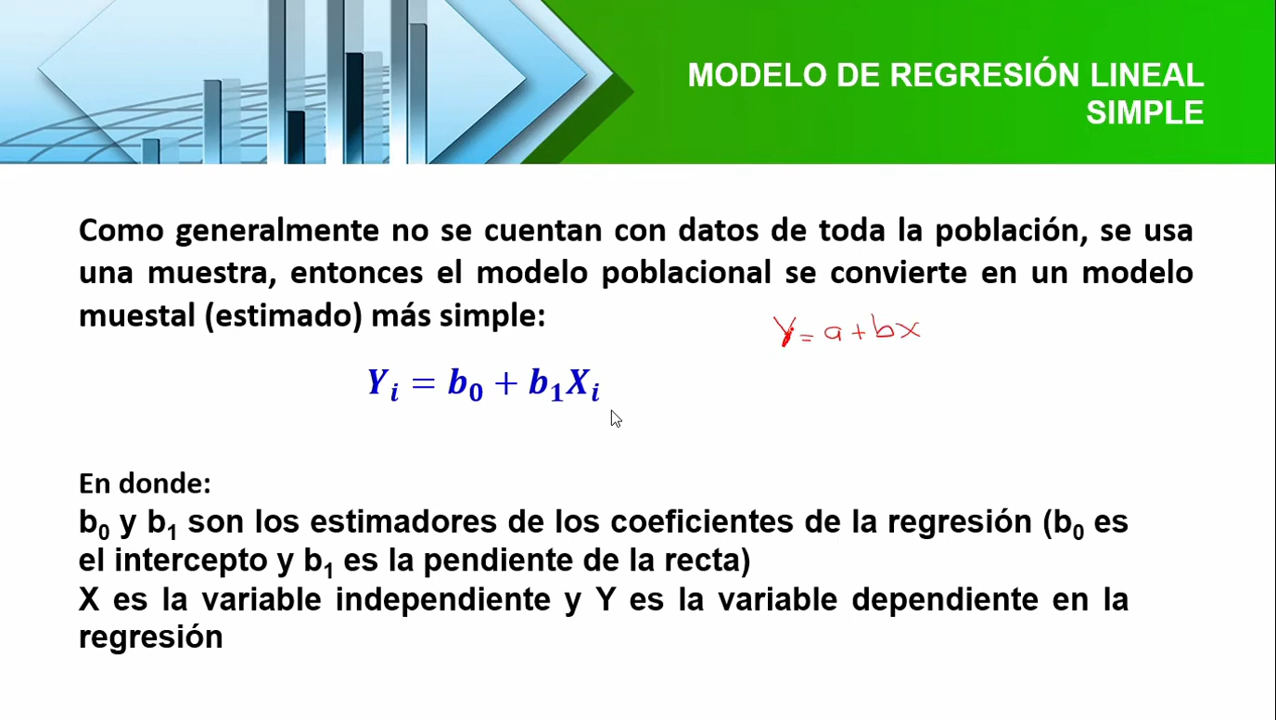 MODELO DE REGRESIÓN LINEAL
SIMPLE
Como generalmente no se cuentan con datos de toda la población, se usa
una muestra, entonces el modelo poblacional se convierte en un modelo
muestal (estimado) más simple:
Y = a + bx
Yᵢ = b₀ + b₁Xᵢ
En donde:
b₀ y b₁ son los estimadores de los coeficientes de la regresión (b₀ es
el intercepto y b₁ es la pendiente de la recta)
X es la variable independiente y Y es la variable dependiente en la
regresión